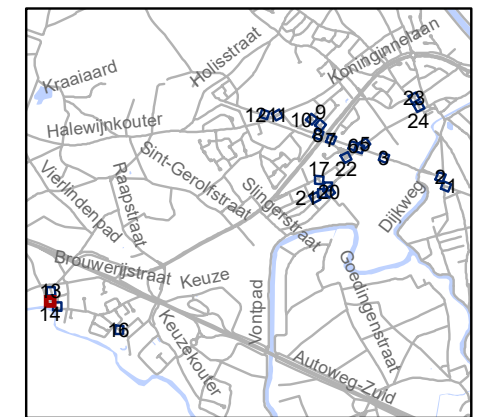 Koninginnelaan
Holisstraat
Kraaiaard
23
24
12
11
10
9
8
7
Halewijnkouter
6
5
3
22
17
2
1
Sint-Gerolfstraat
Vierlindenpad
Raapstraat
Slingerstraat
21
20
Dijkweg
Brouwerijstraat
Keuze
Goedingenstraat
13
14
16
Vontpad
Keuzekouter
Autoweg-Zuid